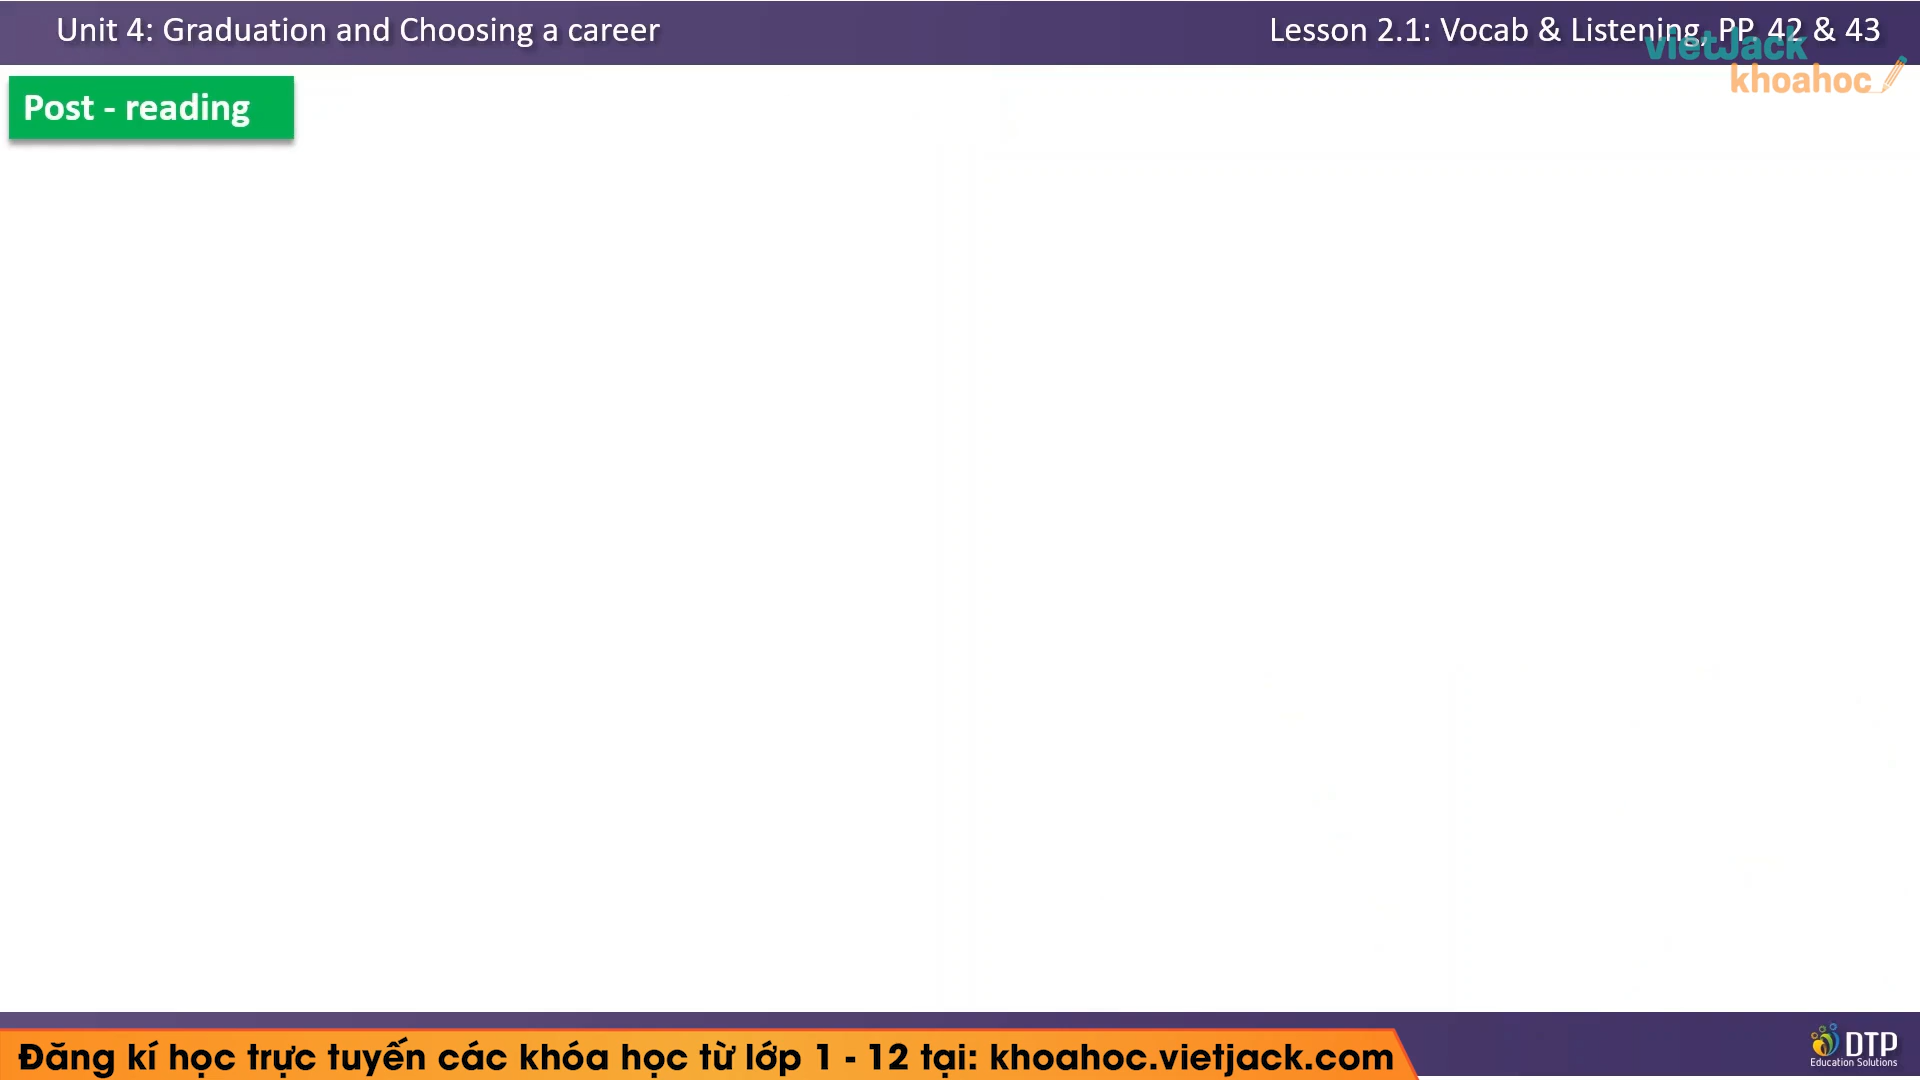 Unit 4: Graduation and Choosing a career
Lesson 2.1: Vocab & Listening, PP. 42 & 43
vietJack
khoahoc
Post - reading
Đăng kí học trực tuyến các khóa học từ lớp 1 - 12 tại: khoahoc.vietjack.com
DTP
Education Solutions